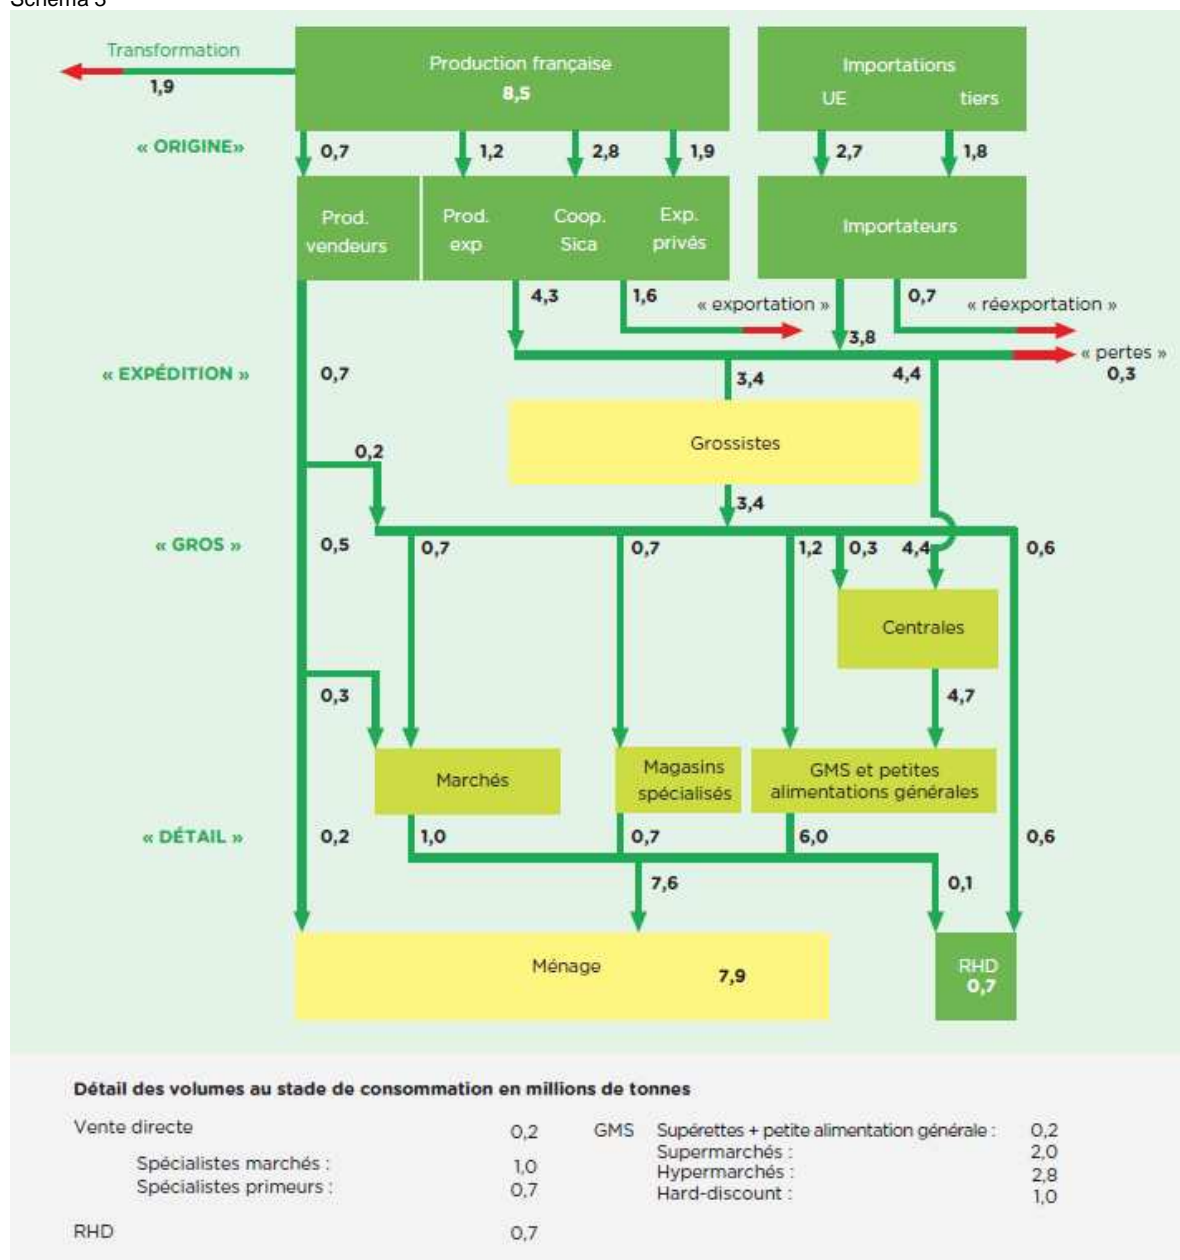 Schéma 3
Transformation
1,9
Production française
8,5
Importations
UE tiers
« ORIGINE»
0,7
1,2
2,8
1,9
2,7
1,8
Prod.
vendeurs
Prod.
exp
Coop.
Sica
Exp.
privés
Importateurs
4,3
1,6
« exportation »
0,7
« réexportation »
3,8
« pertes »
0,3
« EXPÉDITION »
0,7
3,4
4,4
Grossistes
0,2
3,4
« GROS »
0,5
0,7
0,7
1,2
0,3
4,4
0,6
Centrales
0,3
4,7
Marchés
Magasins
spécialisés
GMS et petites
alimentations générales
« DÉTAIL »
0,2
1,0
0,7
6,0
0,6
7,6
0,1
Ménage
7,9
RHD
0,7
Détail des volumes au stade de consommation en millions de tonnes
Vente directe 0,2
Spécialistes marchés : 1,0
Spécialistes primeurs : 0,7
RHD 0,7
GMS Supérettes + petite alimentation générale : 0,2
Supermarchés : 2,0
Hypermarchés : 2,8
Hard-discount : 1,0